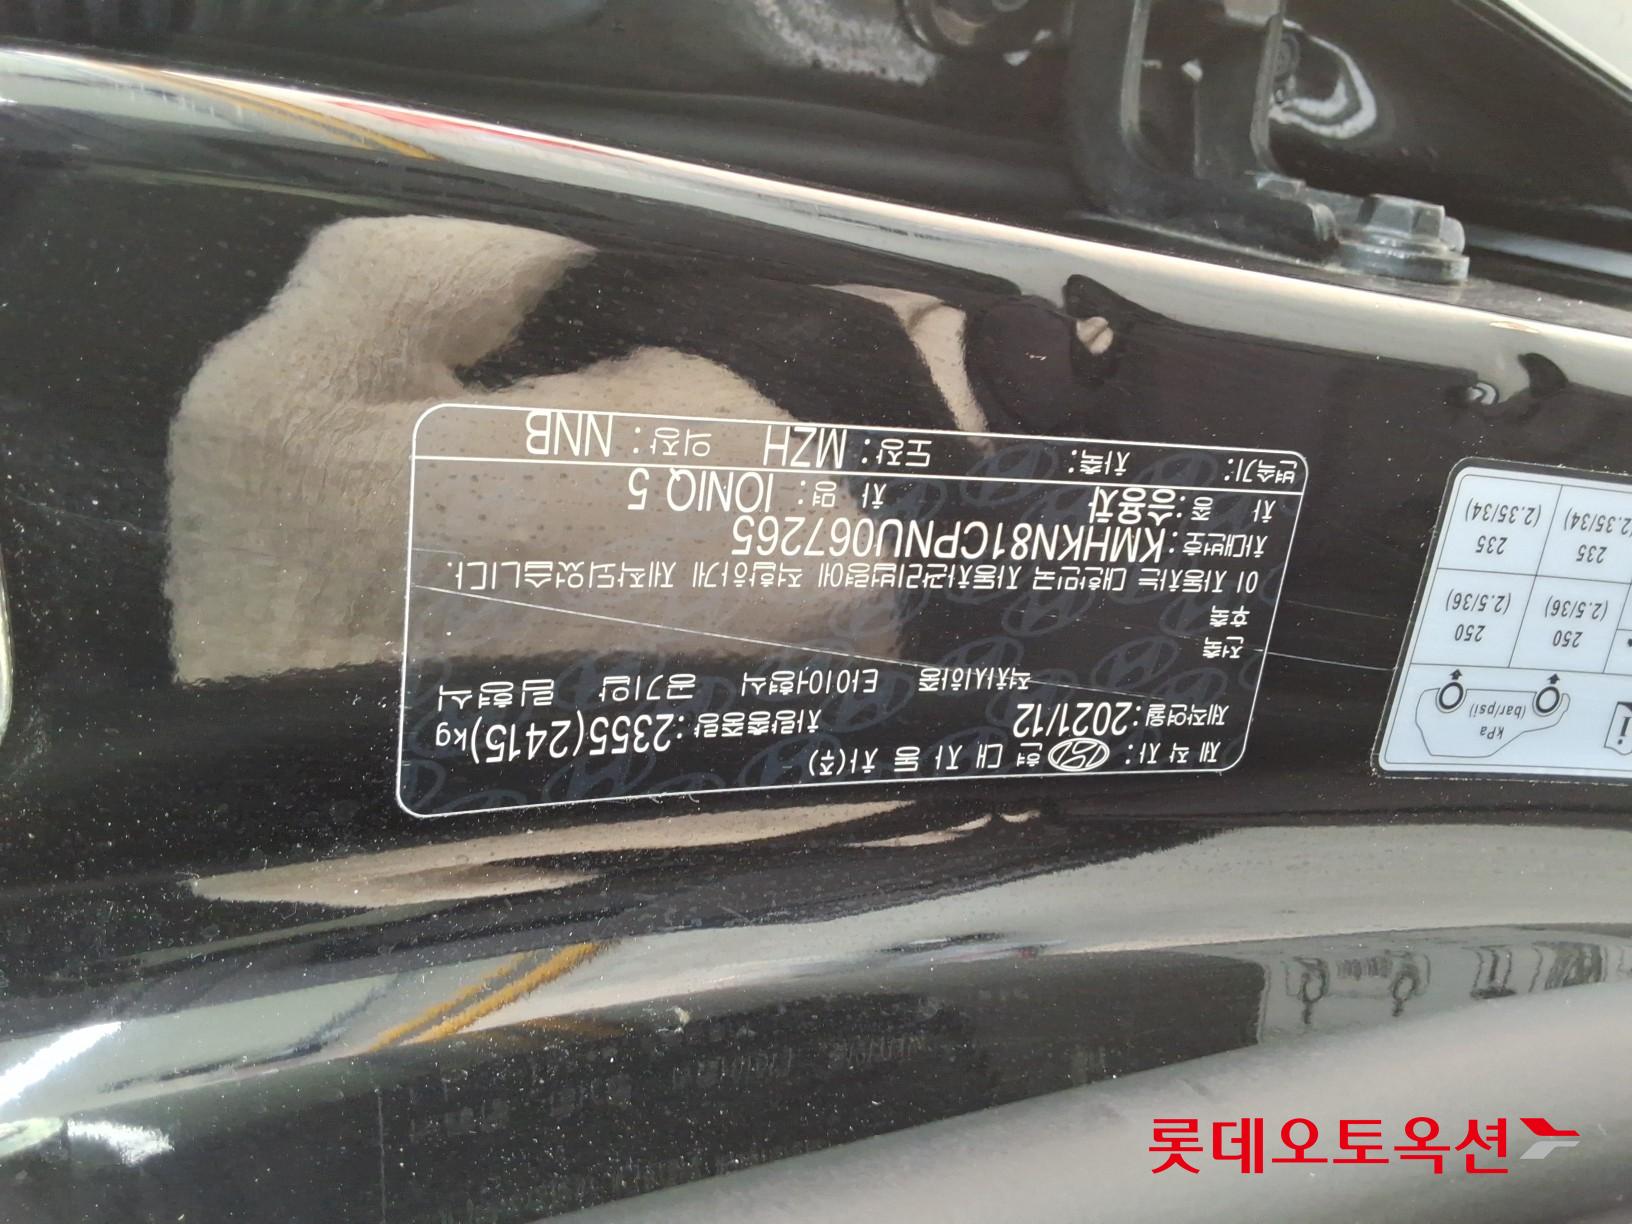 제 작 자: 현 대 자 동 차(주)
제작연월:2021/12 차량총중량:2355(2415)kg
적차시하중 타이어형식 공기압 림형식
전축
후축
이 자동차는 대한민국 자동차관리법령에 적합하게 제작되었습니다.
차대번호:KMHKN81CPNU067265
차 종:승용차 차 명: IONIQ 5
변속기: 차축: 도장: MZH 의장: NNB
kPa
(bar/psi)
250 250
(2.5/36) (2.5/36)
235 235
(2.35/34) (2.35/34)
롯데오토옥션